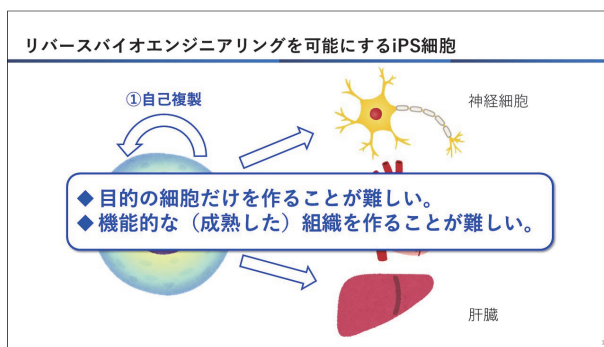 リバースバイオエンジニアリングを可能にするiPS細胞
①自己複製
神経細胞
◆ 目的の細胞だけを作ることが難しい。
◆ 機能的な（成熟した）組織を作ることが難しい。
肝臓